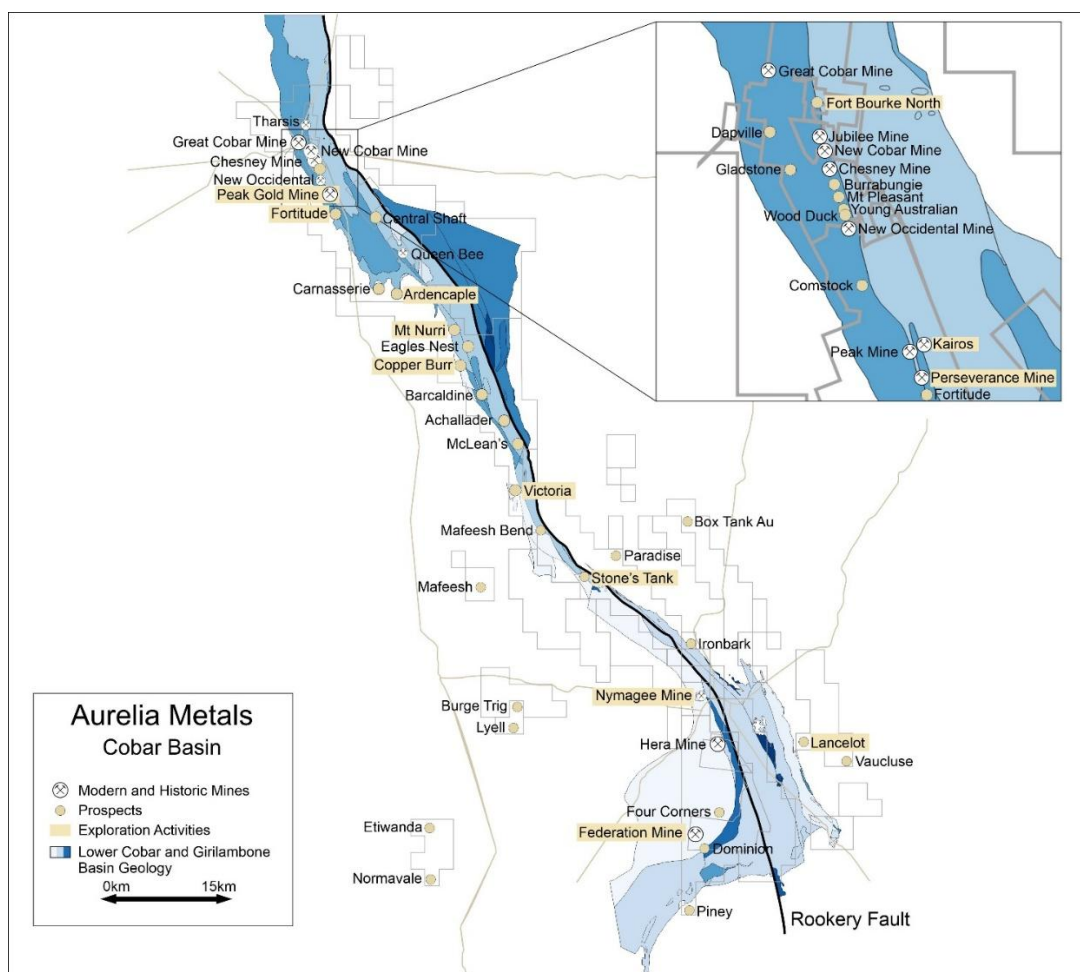 Tharsis
Great Cobar Mine
New Cobar Mine
Chesney Mine
New Occidental
Peak Gold Mine
Fortitude
Central Shaft
Queen Bee
Carnasserie
Ardencaple
Mt Nurri
Eagles Nest
Copper Burr
Barcaldine
Achallader
McLean's
Victoria
Mafeesh Bend
Box Tank Au
Paradise
Stone's Tank
Mafeesh
Ironbark
Nymagee Mine
Burge Trig
Lyell
Hera Mine
Lancelot
Vaucluse
Four Corners
Etiwanda
Federation Mine
Dominion
Normavale
Piney
Rookery Fault
Great Cobar Mine
Fort Bourke North
Dapville
Jubilee Mine
New Cobar Mine
Gladstone
Chesney Mine
Burrabungie
Mt Pleasant
Young Australian
Wood Duck
New Occidental Mine
Comstock
Kairos
Peak Mine
Perseverance Mine
Fortitude
Aurelia Metals
Cobar Basin
Modern and Historic Mines
Prospects
Exploration Activities
Lower Cobar and Girilambone
Basin Geology
0km 15km